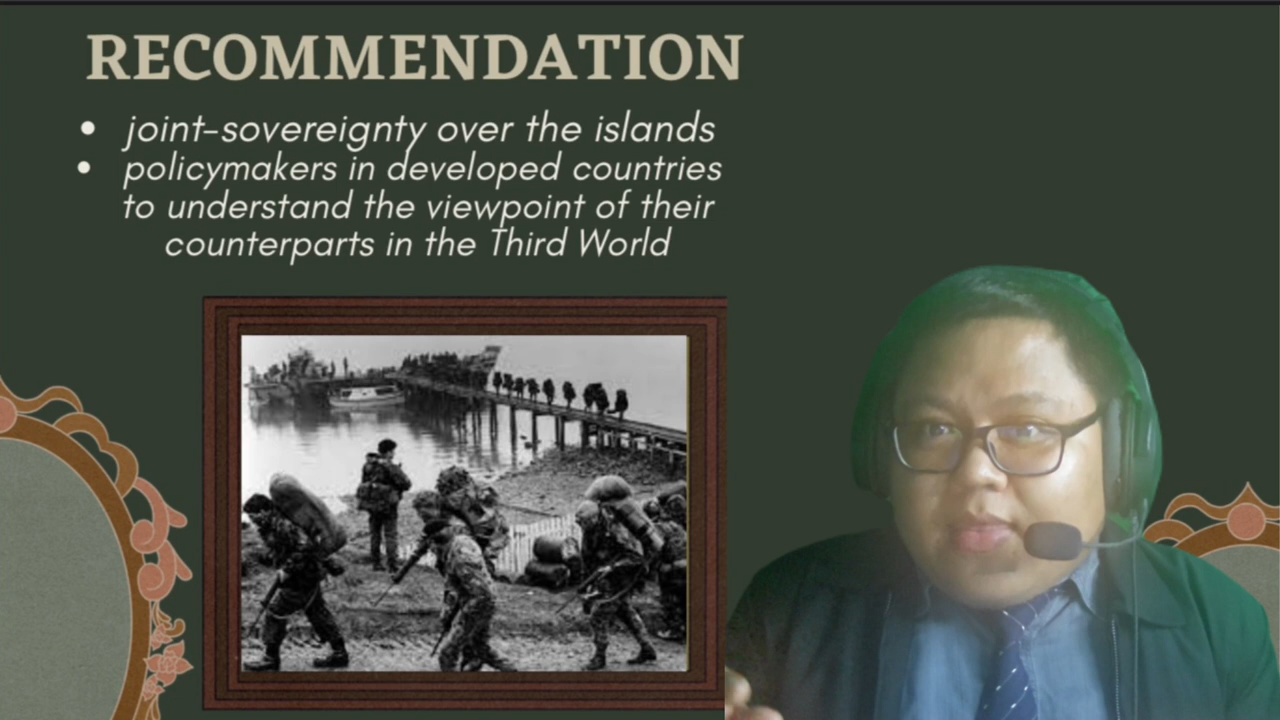 RECOMMENDATION
• joint-sovereignty over the islands
• policymakers in developed countries
to understand the viewpoint of their
counterparts in the Third World